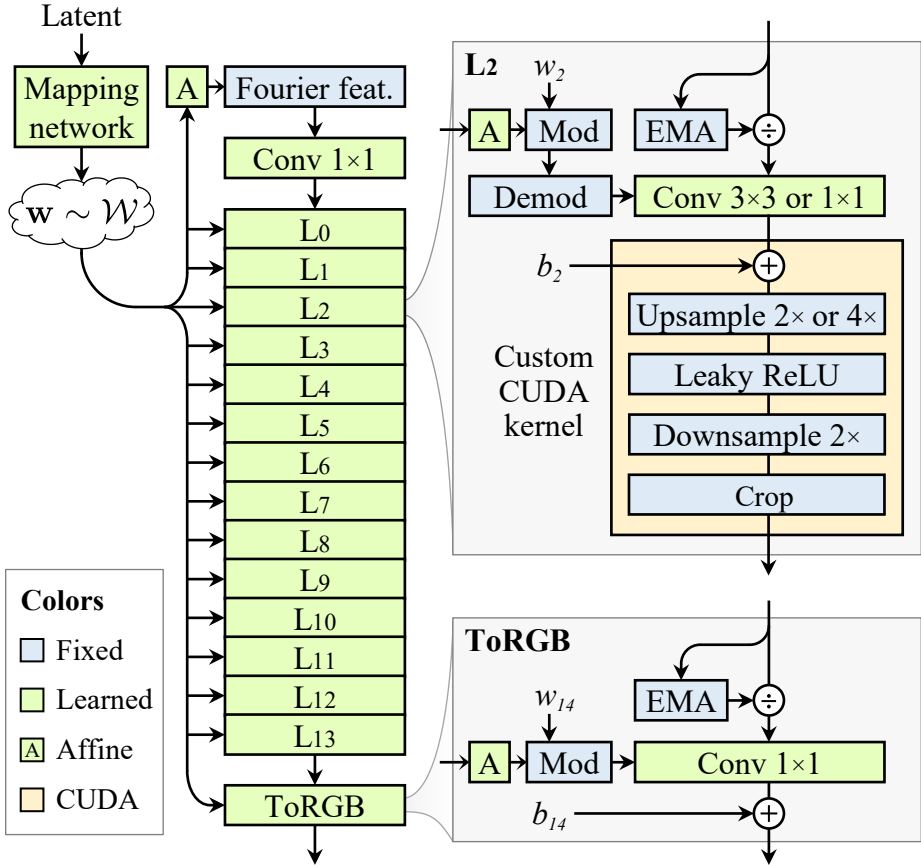 Latent
Mapping
network
w ~ W
A
Fourier feat.
Conv 1×1
L0
L1
L2
L3
L4
L5
L6
L7
L8
L9
L10
L11
L12
L13
ToRGB
Colors
Fixed
Learned
A Affine
CUDA
L2
w2
A
Mod
EMA
÷
Demod
Conv 3×3 or 1×1
b2
+
Upsample 2× or 4×
Custom
CUDA
kernel
Leaky ReLU
Downsample 2×
Crop
ToRGB
EMA
÷
w14
A
Mod
Conv 1×1
b14
+